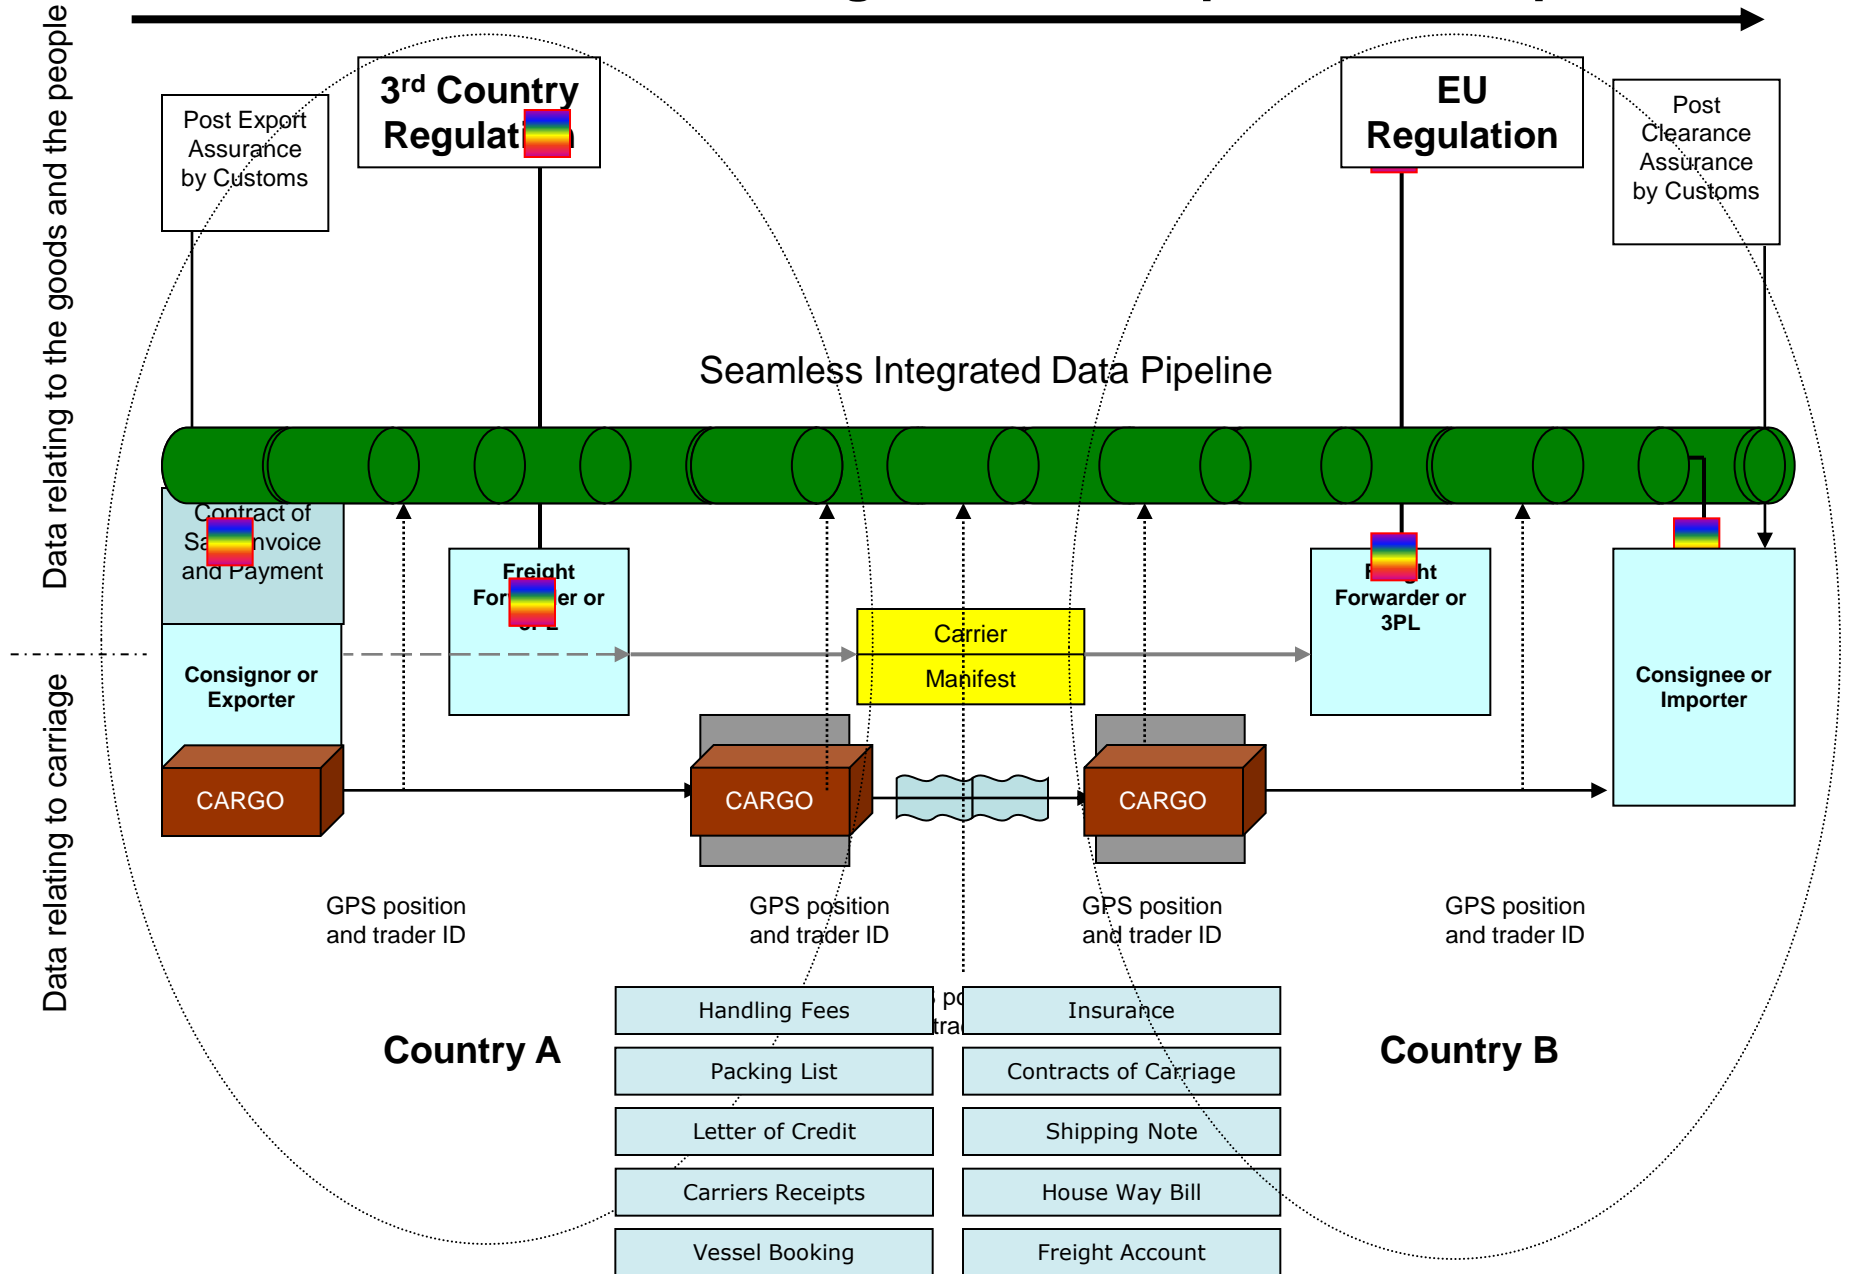 Data relating to the goods and the people
Data relating to carriage
3rd Country
Post Export
Assurance
by Customs
EU
Regulation
Post
Clearance
Assurance
by Customs
Seamless Integrated Data Pipeline
Contract of
Invoice
and Payment
Freight
or
Forwarder or
3PL
Carrier
Manifest
Consignor or
Exporter
Consignee or
Importer
CARGO
CARGO
CARGO
GPS position
and trader ID
GPS position
and trader ID
GPS position
and trader ID
GPS position
and trader ID
Country A
Country B
Handling Fees
Insurance
Packing List
Contracts of Carriage
Letter of Credit
Shipping Note
Carriers Receipts
House Way Bill
Vessel Booking
Freight Account